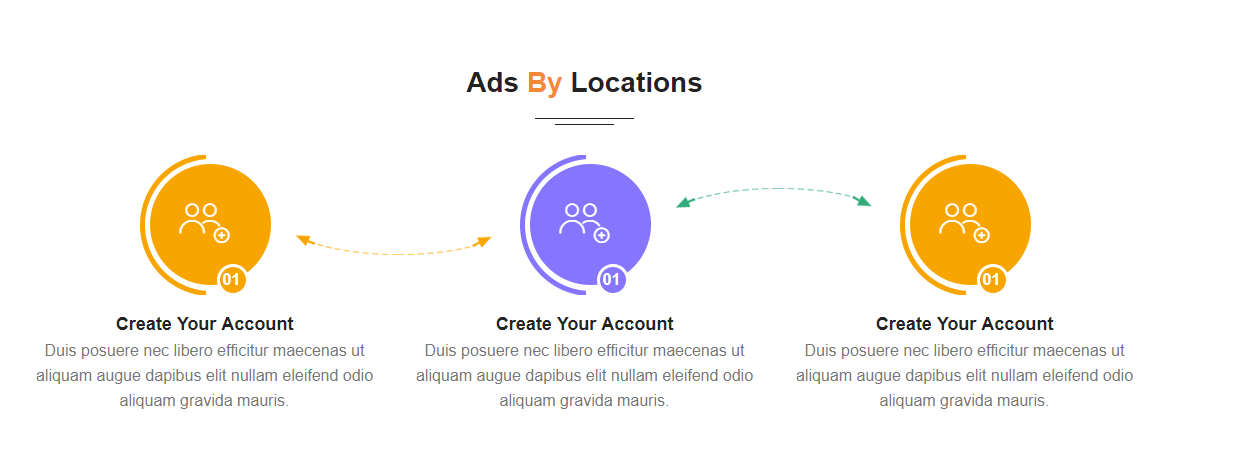 Ads By Locations
01
01
01
Create Your Account
Duis posuere nec libero efficitur maecenas ut
aliquam augue dapibus elit nullam eleifend odio
aliquam gravida mauris.
Create Your Account
Duis posuere nec libero efficitur maecenas ut
aliquam augue dapibus elit nullam eleifend odio
aliquam gravida mauris.
Create Your Account
Duis posuere nec libero efficitur maecenas ut
aliquam augue dapibus elit nullam eleifend odio
aliquam gravida mauris.